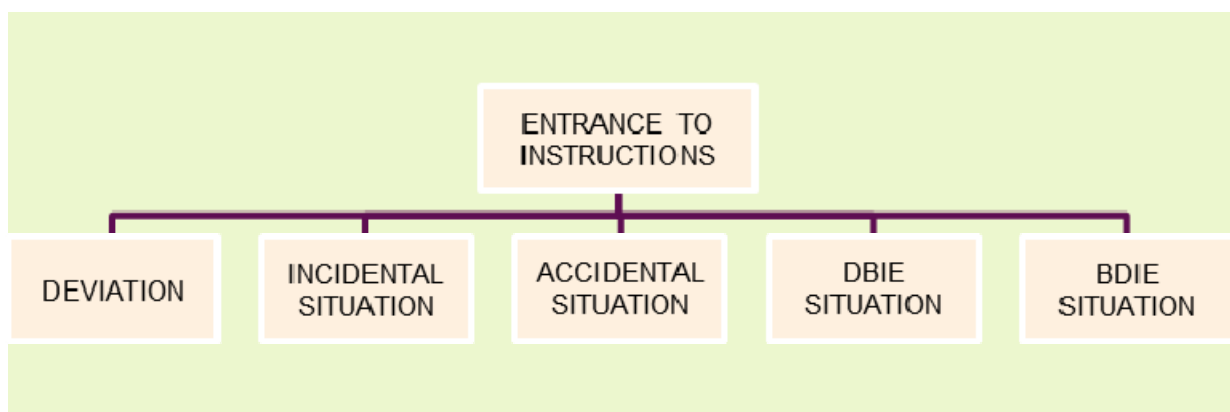 ENTRANCE TO
INSTRUCTIONS
DEVIATION
INCIDENTAL
SITUATION
ACCIDENTAL
SITUATION
DBIE
SITUATION
BDIE
SITUATION